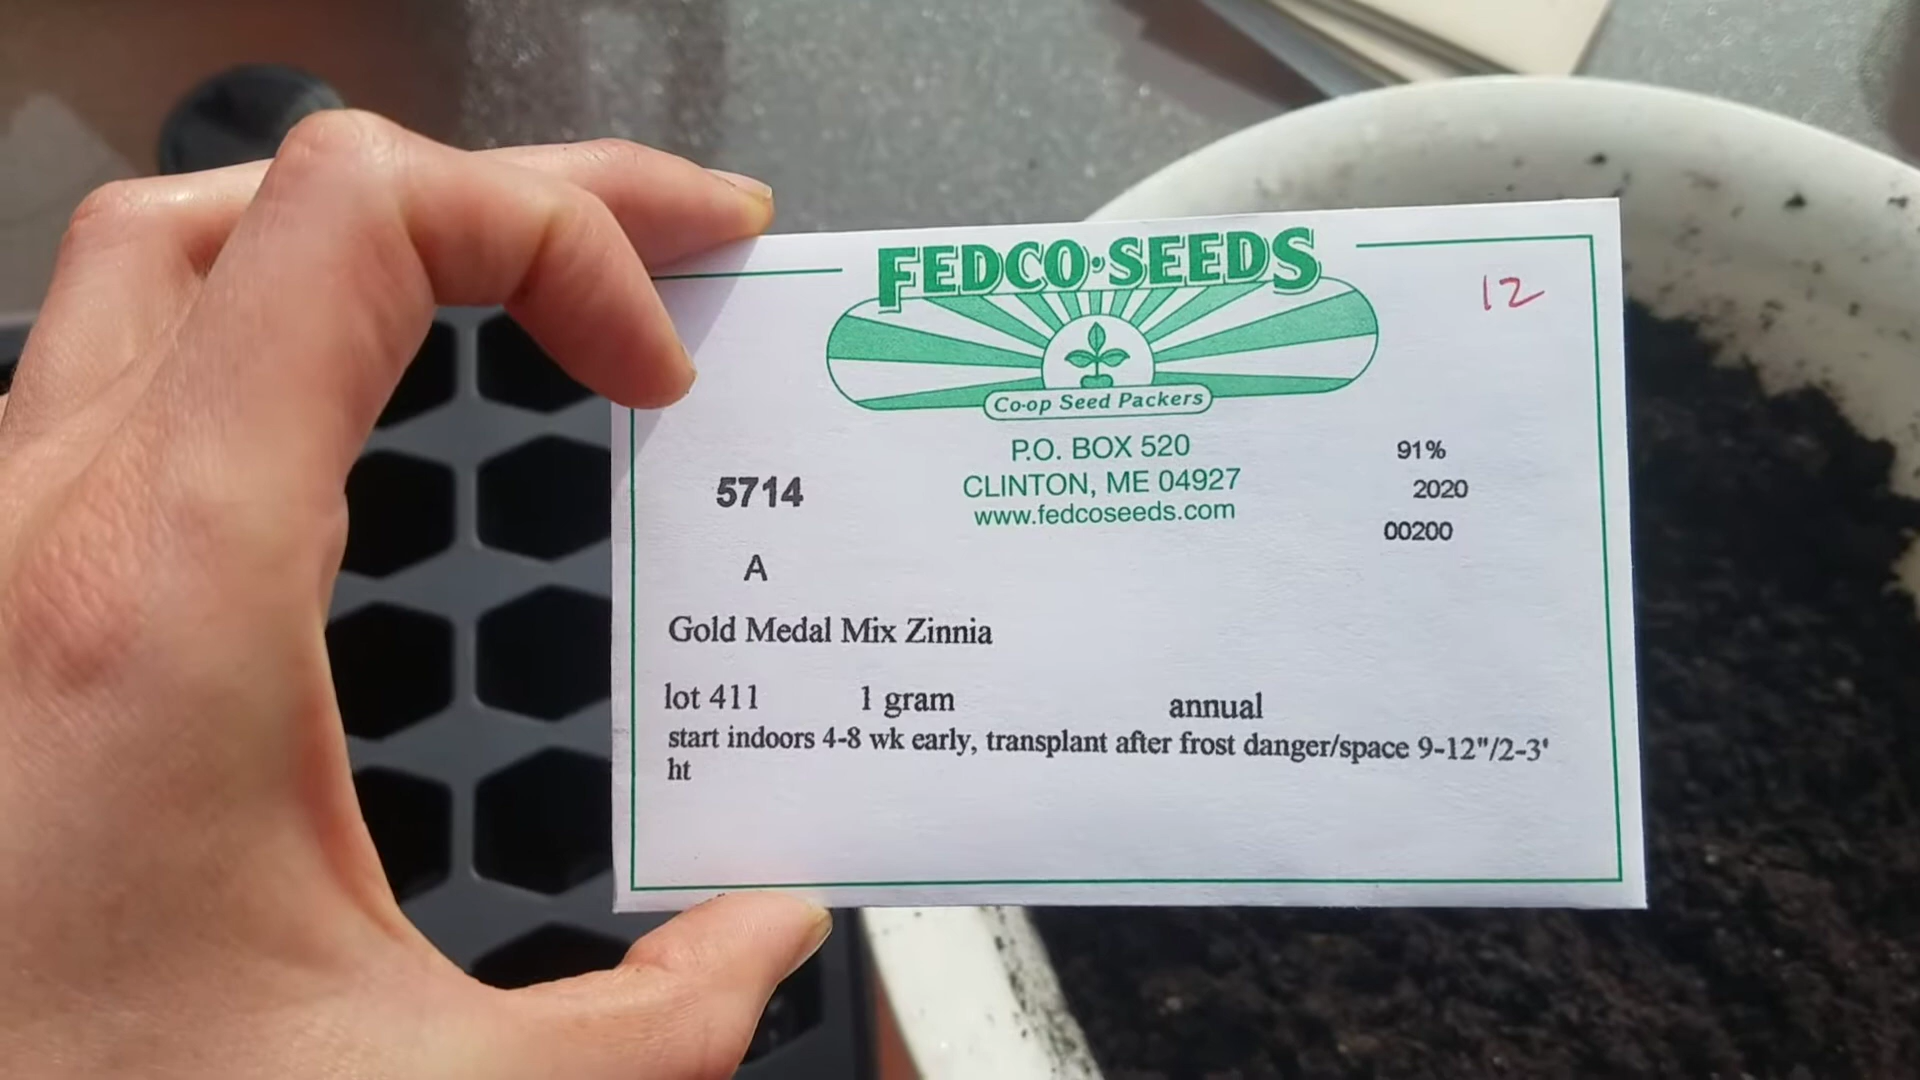 FEDCO·SEEDS
12
Co-op Seed Packers
P.O. BOX 520
CLINTON, ME 04927
www.fedcoseeds.com
91%
2020
00200
5714
A
Gold Medal Mix Zinnia
lot 411 1 gram annual
start indoors 4-8 wk early, transplant after frost danger/space 9-12"/2-3'
ht